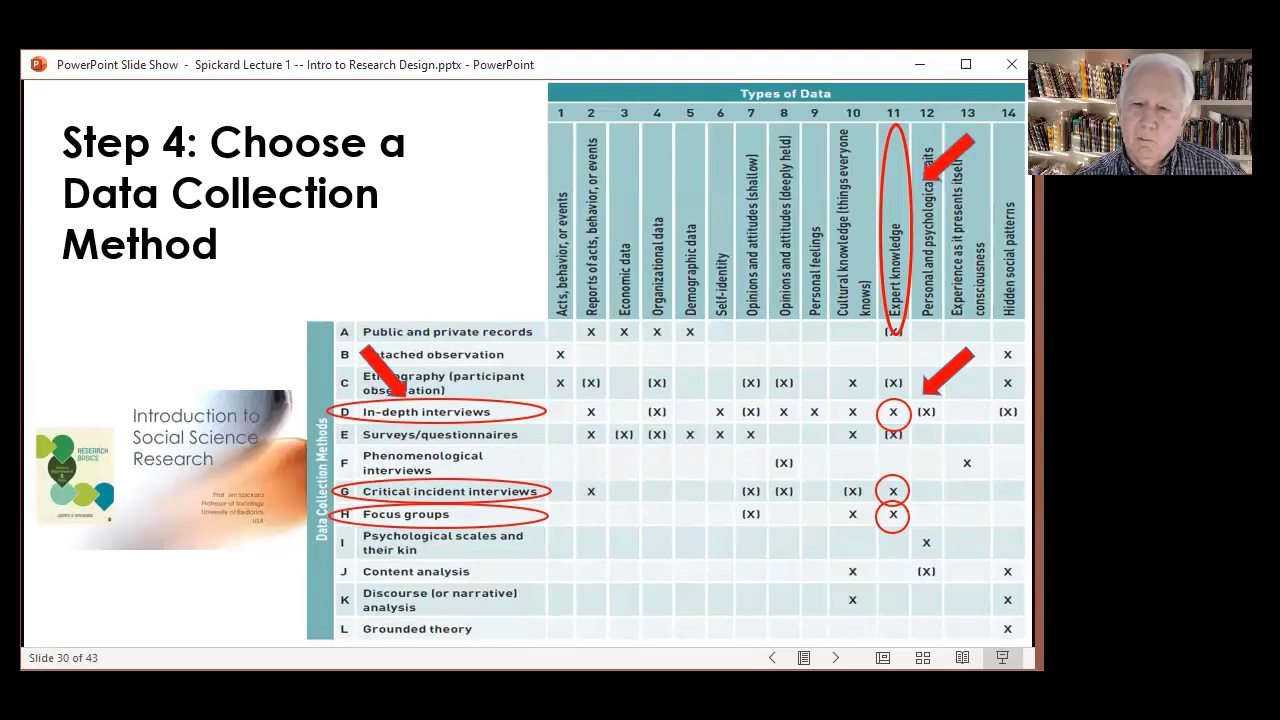 PowerPoint Slide Show - Spickard Lecture 1 -- Intro to Research Design.pptx - PowerPoint
Step 4: Choose a
Data Collection
Method
Introduction to
Social Science
Research
Prof. Jim Spickard
Professor of Sociology
University of Redlands
USA
RESEARCH
BASICS
Types of Data
1 2 3 4 5 6 7 8 9 10 11 12 13 14
Acts, behavior, or events
Reports of acts, behavior, or events
Economic data
Organizational data
Demographic data
Self-identity
Opinions and attitudes (shallow)
Opinions and attitudes (deeply held)
Personal feelings
Cultural knowledge (things everyone
knows)
Expert knowledge
Personal and psychological traits
Experience as it presents itself
consciousness
Hidden social patterns
Data Collection Methods
A Public and private records X X X X (X)
B Detached observation X X
C Ethnography (participant
observation) X (X) (X) (X) (X) X (X) X
D In-depth interviews X (X) X (X) X X X X (X) (X)
E Surveys/questionnaires X (X) (X) X X X X (X)
F Phenomenological
interviews (X) X
G Critical incident interviews X (X) (X) (X) X
H Focus groups (X) X X
I Psychological scales and
their kin X
J Content analysis X (X) X
K Discourse (or narrative)
analysis X X
L Grounded theory X
Slide 30 of 43